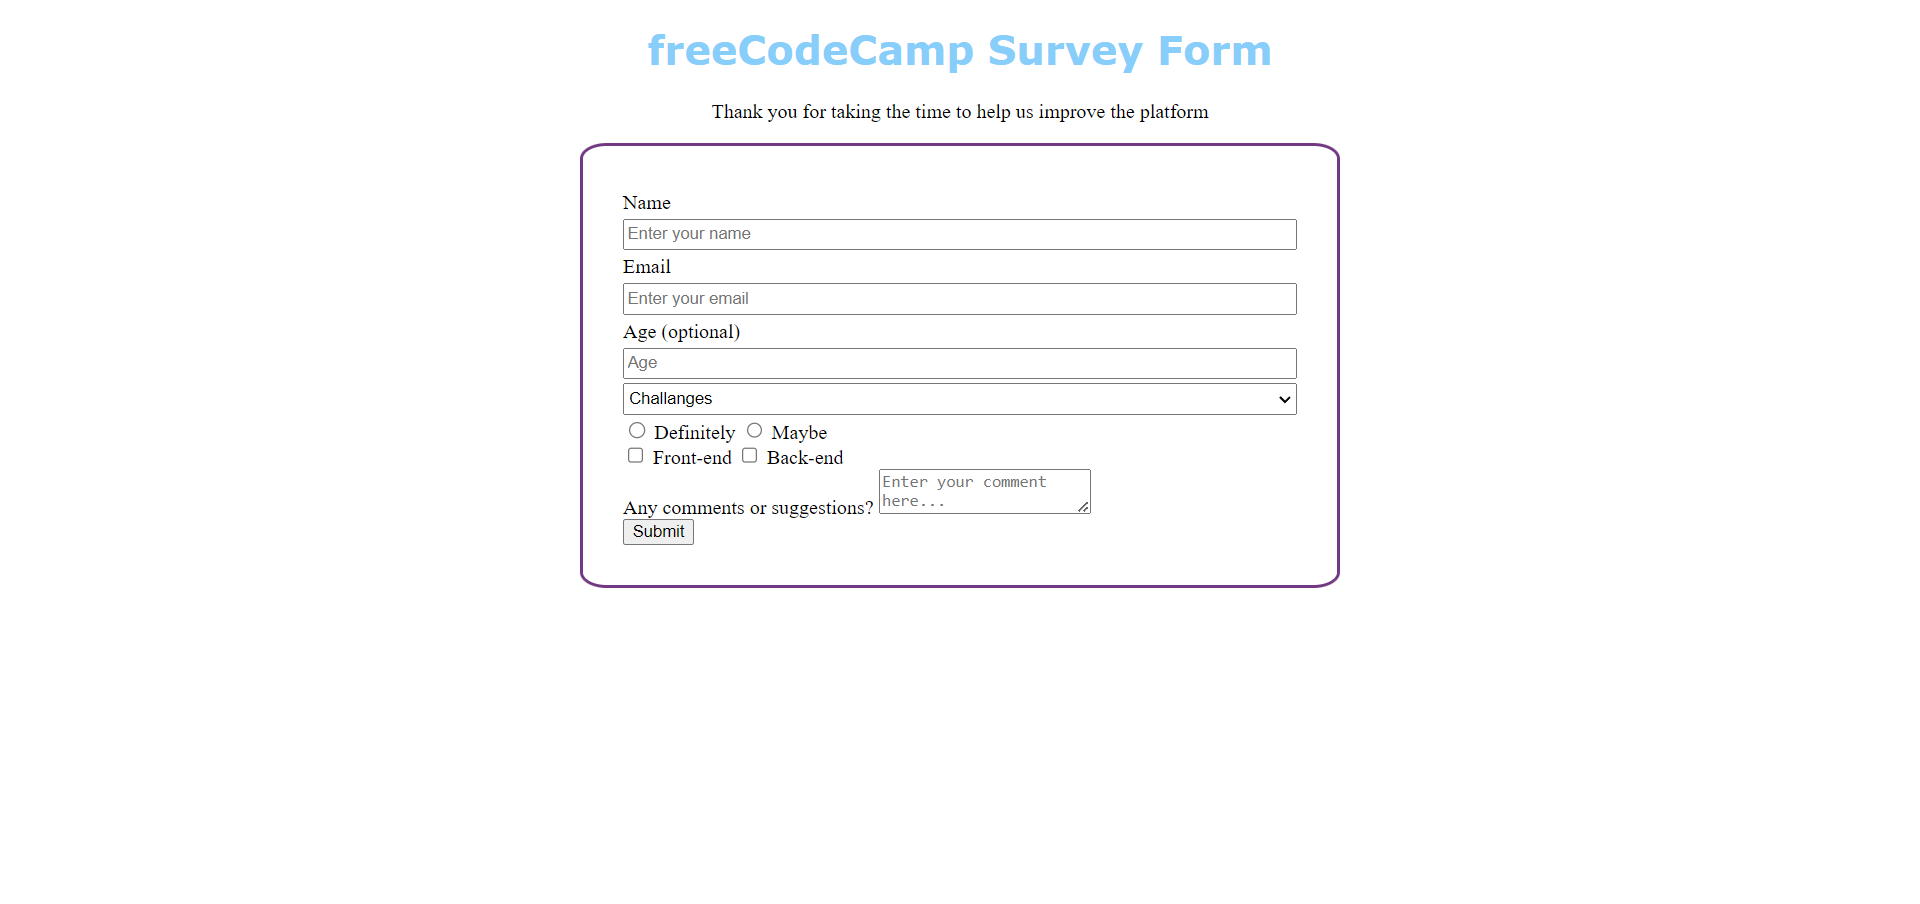 freeCodeCamp Survey Form
Thank you for taking the time to help us improve the platform
Name
Enter your name
Email
Enter your email
Age (optional)
Age
Challanges
Definitely Maybe
Front-end Back-end
Any comments or suggestions? Enter your comment
here...
Submit